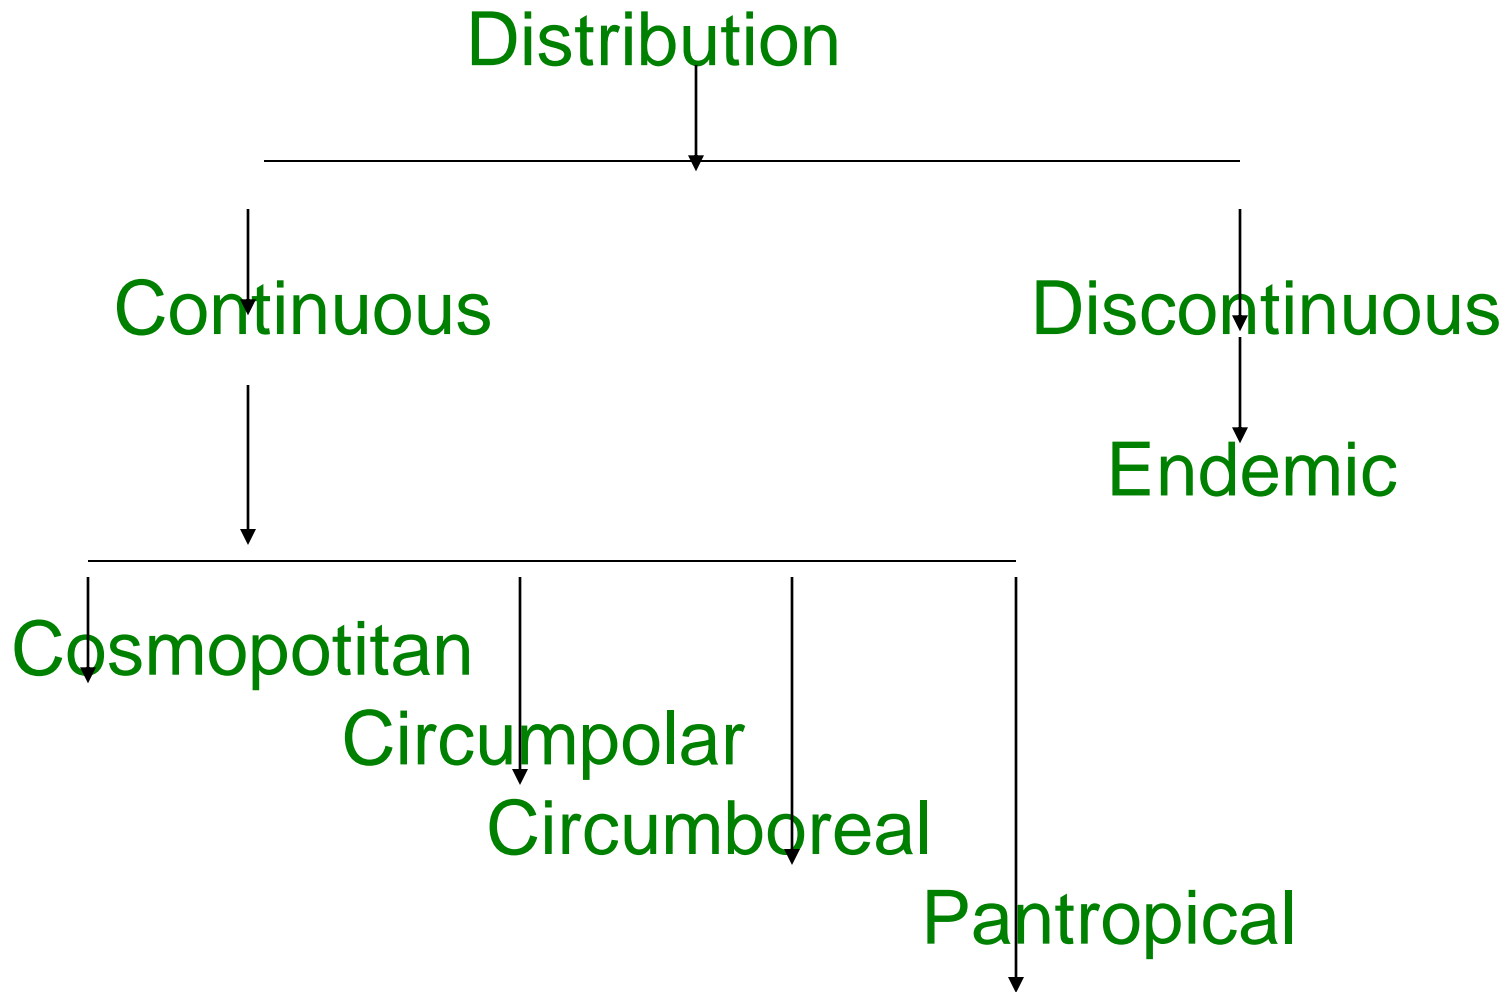 Distribution
Continuous Discontinuous
Endemic
Cosmopotitan
Circumpolar
Circumboreal
Pantropical